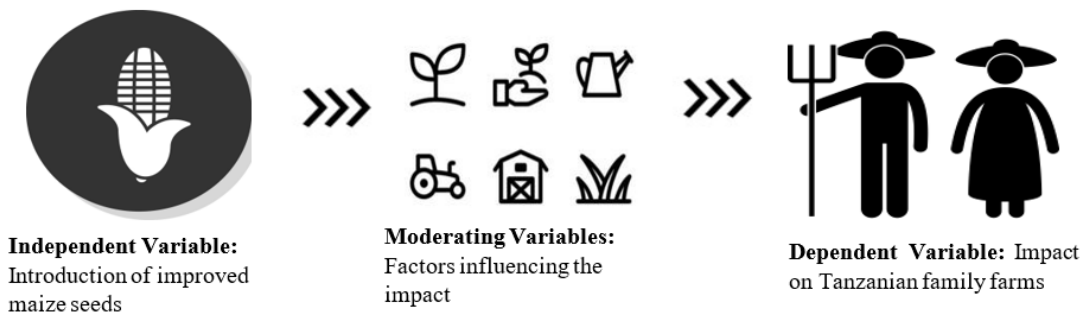 Independent Variable:
Introduction of improved
maize seeds
Moderating Variables:
Factors influencing the
impact
Dependent Variable: Impact
on Tanzanian family farms